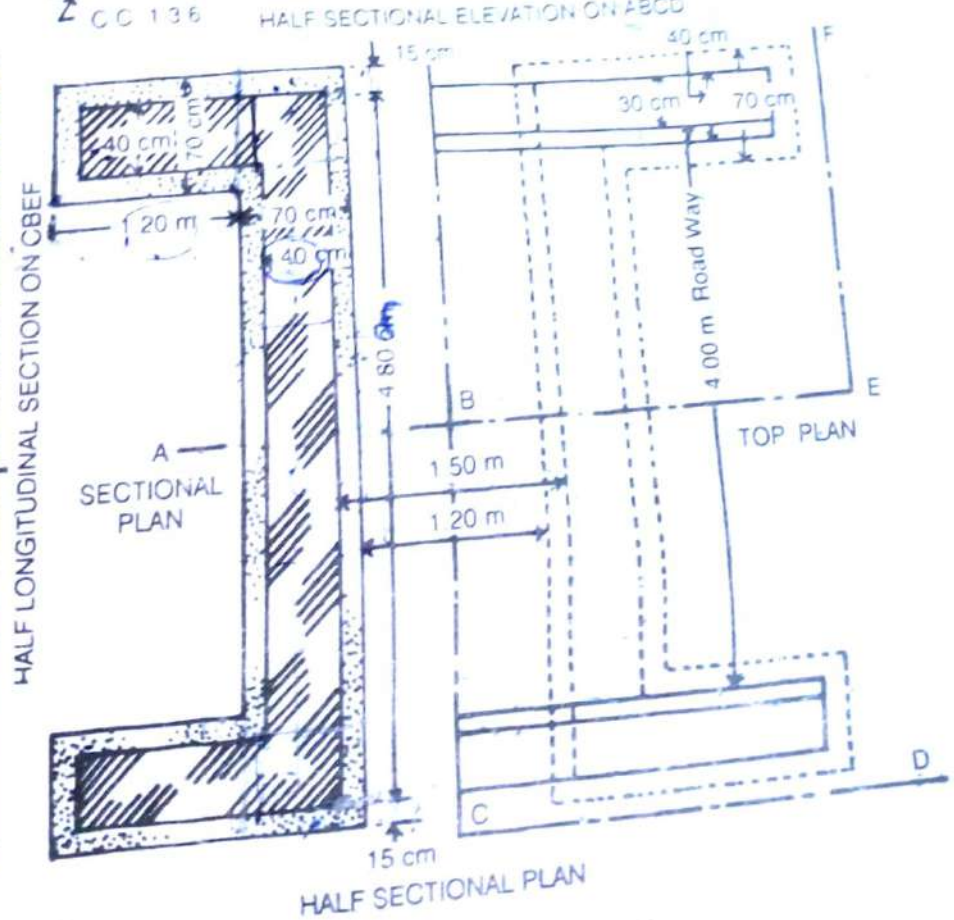 Z C C 1 3 6
HALF SECTIONAL ELEVATION ON ABCD
15 cm
40 cm
F
30 cm
70 cm
40 cm
70 cm
1 20 m
70 cm
40 cm
HALF LONGITUDINAL SECTION ON CBEF
4 80 m
4 00 m Road Way
B
E
TOP PLAN
A
SECTIONAL
PLAN
1 50 m
1 20 m
C
D
15 cm
HALF SECTIONAL PLAN